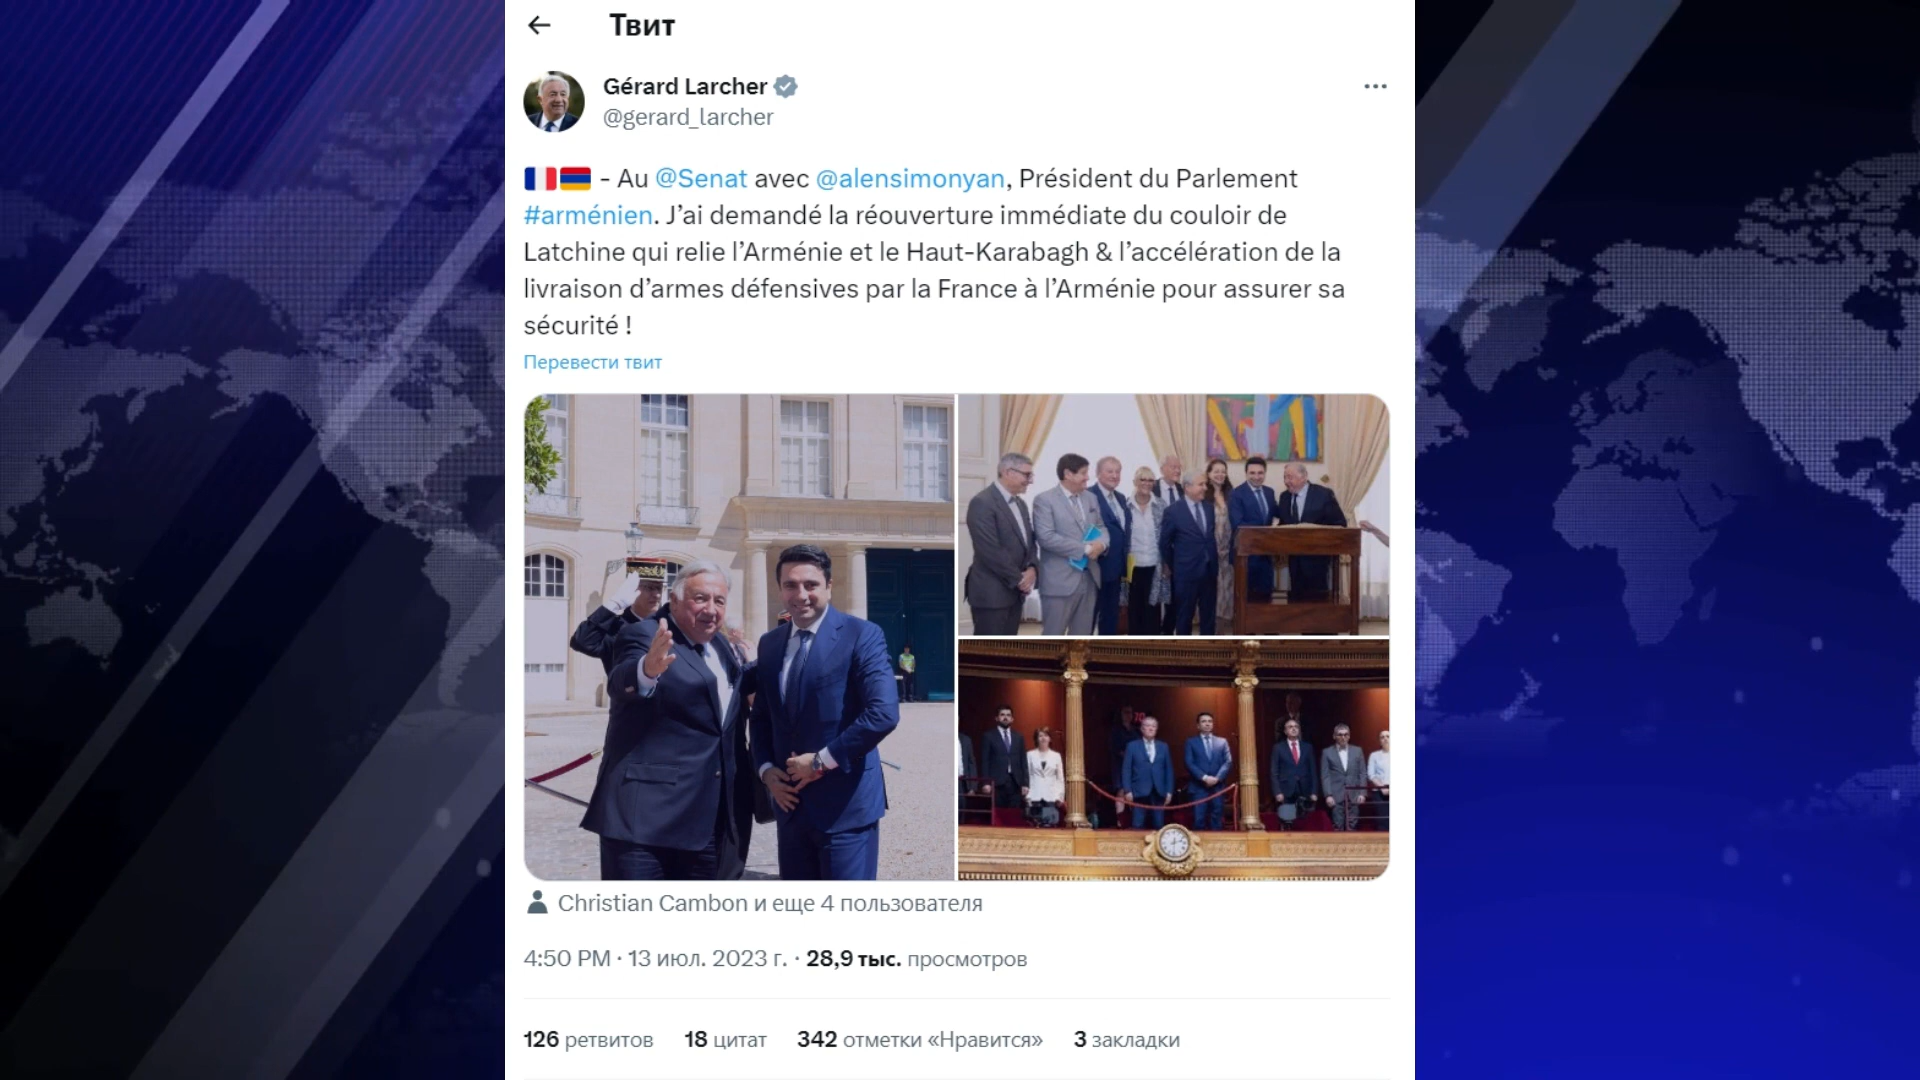 Твит
Gérard Larcher
@gerard_larcher
- Au @Senat avec @alensimonyan, Président du Parlement
#arménien. J’ai demandé la réouverture immédiate du couloir de
Latchine qui relie l’Arménie et le Haut-Karabagh & l’accélération de la
livraison d’armes défensives par la France à l’Arménie pour assurer sa
sécurité !
Перевести твит
Christian Cambon и еще 4 пользователя
4:50 PM · 13 июл. 2023 г. · 28,9 тыс. просмотров
126 ретвитов 18 цитат 342 отметки «Нравится» 3 закладки